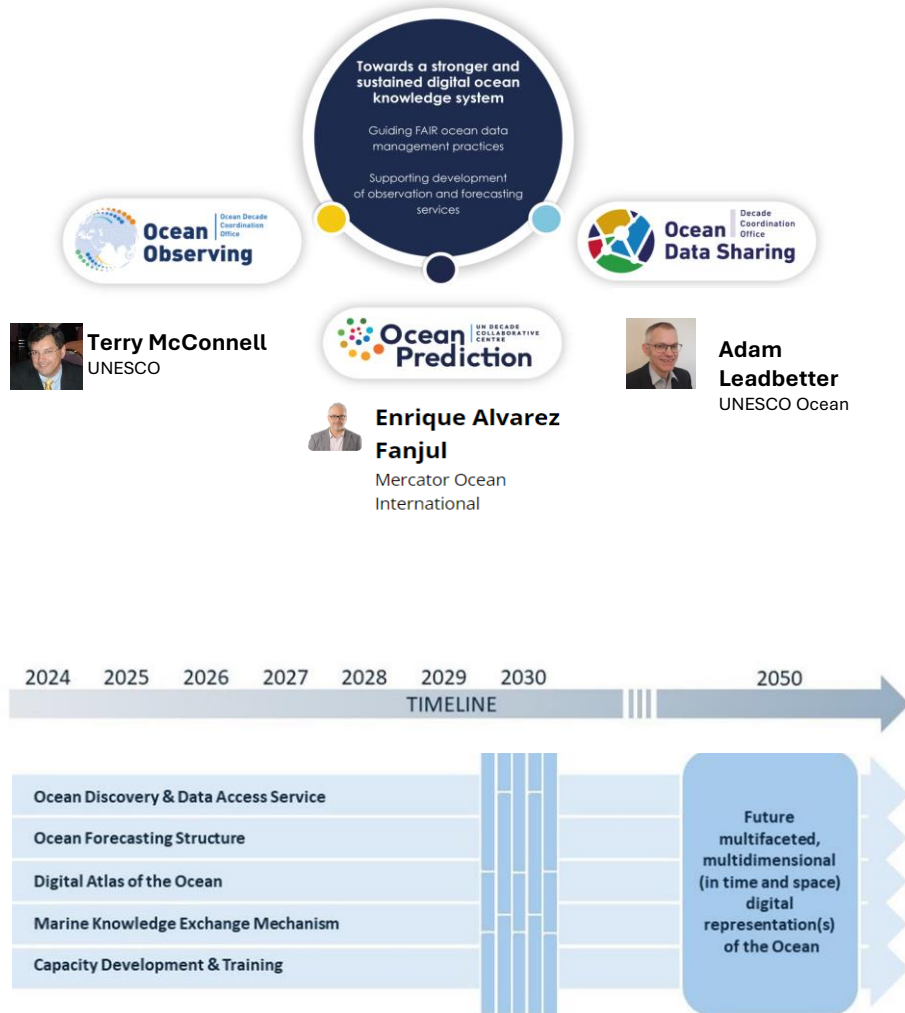 Towards a stronger and
sustained digital ocean
knowledge system
Guiding FAIR ocean data
management practices
Supporting development
of observation and forecasting
services
Ocean
Observing
Ocean Decade
Coordination
Office
Ocean
Data Sharing
Decade
Coordination
Office
Ocean
Prediction
UN DECADE
COLLABORATIVE
CENTRE
Terry McConnell
UNESCO
Enrique Alvarez
Fanjul
Mercator Ocean
International
Adam
Leadbetter
UNESCO Ocean
2024 2025 2026 2027 2028 2029 2030 2050
TIMELINE
Ocean Discovery & Data Access Service
Ocean Forecasting Structure
Digital Atlas of the Ocean
Marine Knowledge Exchange Mechanism
Capacity Development & Training
Future
multifaceted,
multidimensional
(in time and space)
digital
representation(s)
of the Ocean